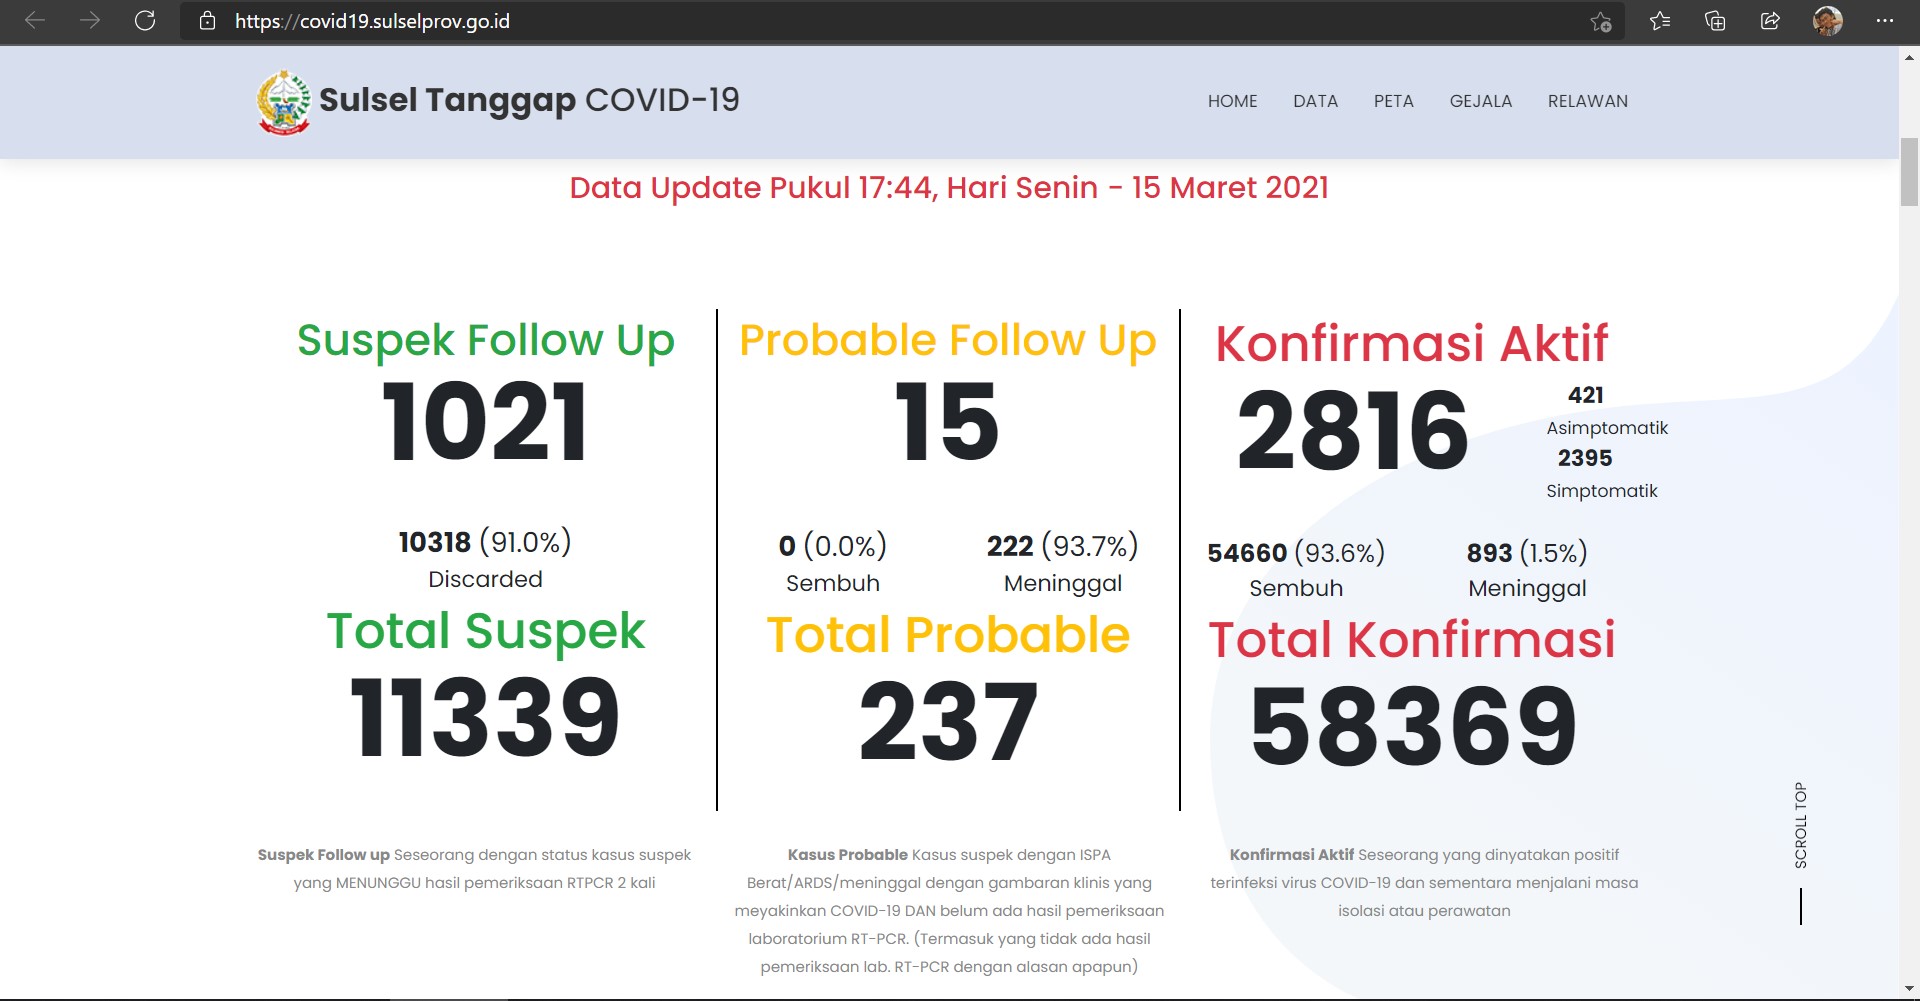 https://covid19.sulselprov.go.id
Sulsel Tanggap COVID-19
HOME DATA PETA GEJALA RELAWAN
Data Update Pukul 17:44, Hari Senin - 15 Maret 2021
Suspek Follow Up
1021
10318 (91.0%)
Discarded
Total Suspek
11339
Suspek Follow up Seseorang dengan status kasus suspek
yang MENUNGGU hasil pemeriksaan RTPCR 2 kali
Probable Follow Up
15
0 (0.0%) 222 (93.7%)
Sembuh Meninggal
Total Probable
237
Kasus Probable Kasus suspek dengan ISPA
Berat/ARDS/meninggal dengan gambaran klinis yang
meyakinkan COVID-19 DAN belum ada hasil pemeriksaan
laboratorium RT-PCR. (Termasuk yang tidak ada hasil
pemeriksaan lab. RT-PCR dengan alasan apapun)
Konfirmasi Aktif
2816
421
Asimptomatik
2395
Simptomatik
54660 (93.6%) 893 (1.5%)
Sembuh Meninggal
Total Konfirmasi
58369
Konfirmasi Aktif Seseorang yang dinyatakan positif
terinfeksi virus COVID-19 dan sementara menjalani masa
isolasi atau perawatan
SCROLL TOP